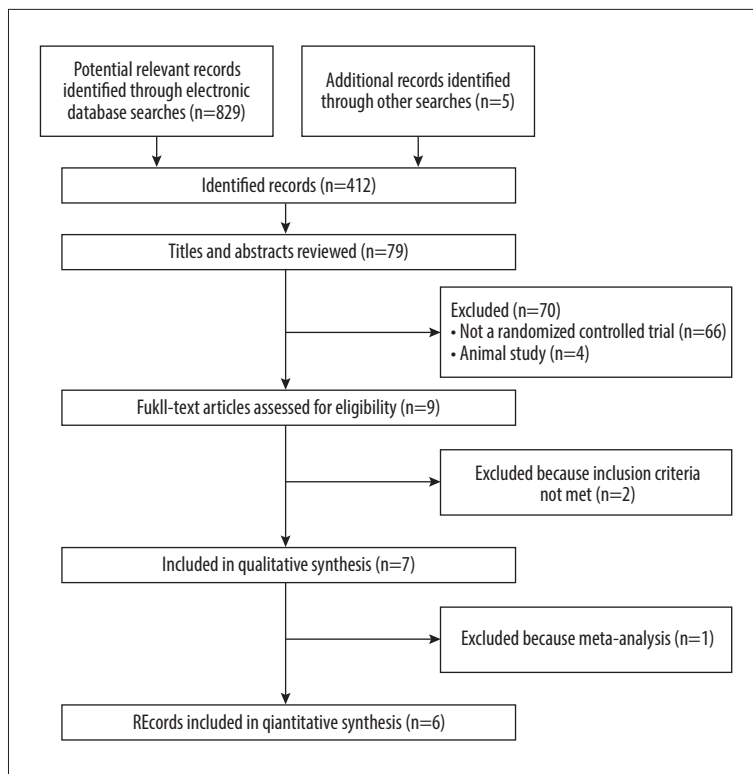 Potential relevant records
identified through electronic
database searches (n=829)
Additional records identified
through other searches (n=5)
Identified records (n=412)
Titles and abstracts reviewed (n=79)
Excluded (n=70)
• Not a randomized controlled trial (n=66)
• Animal study (n=4)
Fukll-text articles assessed for eligibility (n=9)
Excluded because inclusion criteria
not met (n=2)
Included in qualitative synthesis (n=7)
Excluded because meta-analysis (n=1)
REcords included in qiantitative synthesis (n=6)